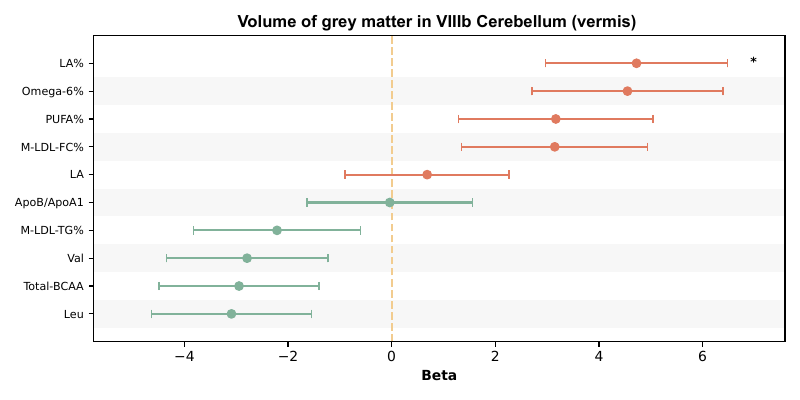 Volume of grey matter in VIIIb Cerebellum (vermis)
LA%
*
Omega-6%
PUFA%
M-LDL-FC%
LA
ApoB/ApoA1
M-LDL-TG%
Val
Total-BCAA
Leu
−4 −2 0 2 4 6
Beta